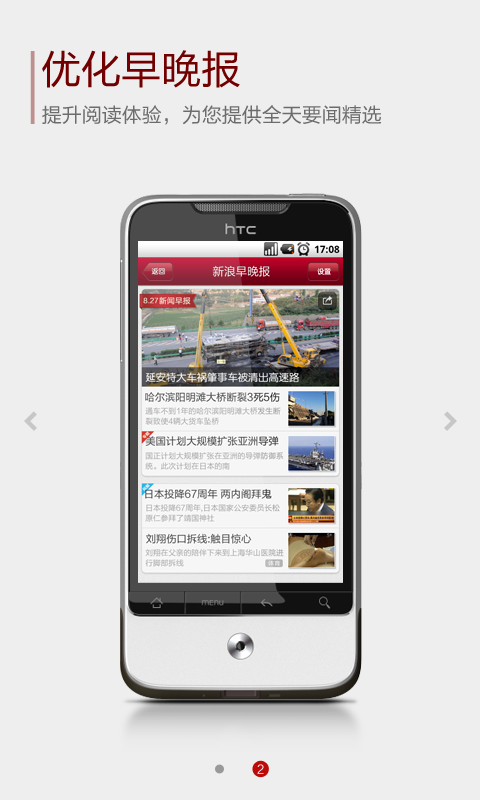 优化早晚报
提升阅读体验，为您提供全天要闻精选
hTC
17:08
返回
新浪早晚报
设置
8.27新闻早报
延安特大车祸肇事车被清出高速路
哈尔滨阳明滩大桥断裂3死5伤
通车不到1年的哈尔滨阳明滩大桥发生断
裂致使4辆大货车坠桥
美国计划大规模扩张亚洲导弹
国正计划大规模扩张在亚洲的导弹防御系
统。此次计划在日本的南
日本投降67周年 两内阁拜鬼
日本投降67周年,日本国家公安委员长松
原仁参拜了靖国神社
刘翔伤口拆线:触目惊心
刘翔在父亲的陪伴下来到上海华山医院进
行脚部拆线
体育
MENU
2